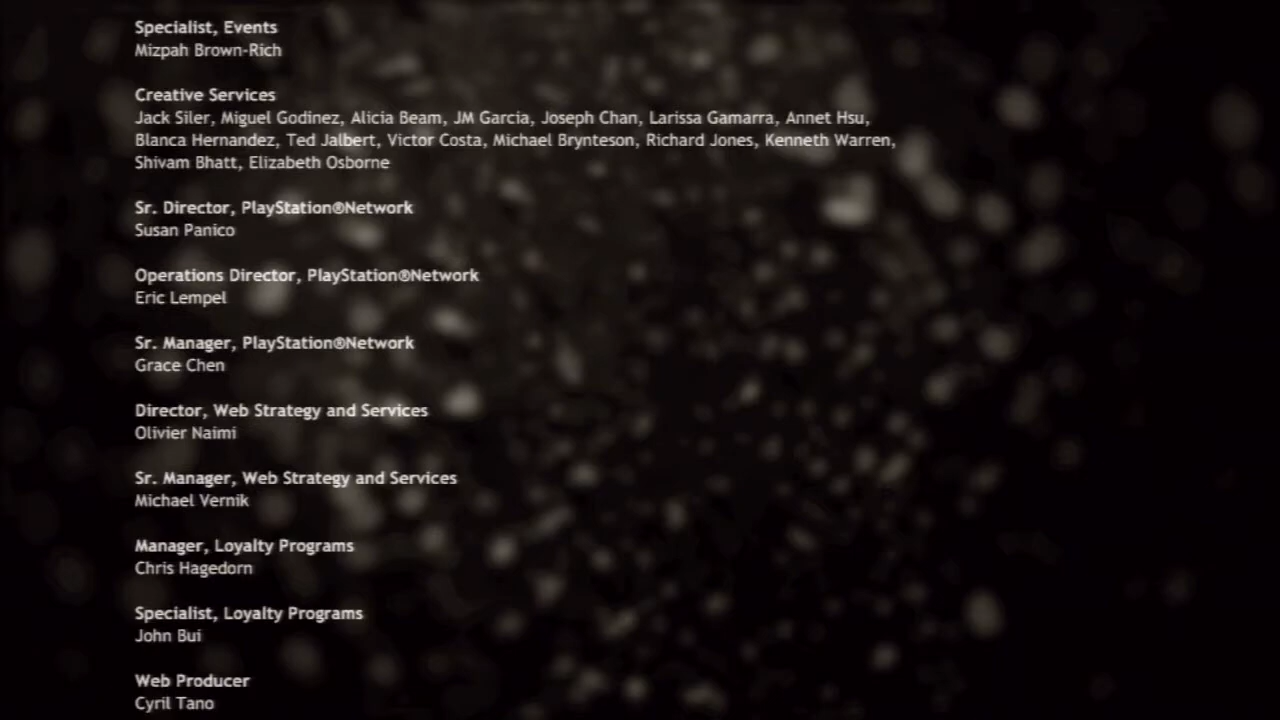 Specialist, Events
Mizpah Brown-Rich
Creative Services
Jack Siler, Miguel Godinez, Alicia Beam, JM Garcia, Joseph Chan, Larissa Gamarra, Annet Hsu,
Blanca Hernandez, Ted Jalbert, Victor Costa, Michael Brynteson, Richard Jones, Kenneth Warren,
Shivam Bhatt, Elizabeth Osborne
Sr. Director, PlayStation®Network
Susan Panico
Operations Director, PlayStation®Network
Eric Lempel
Sr. Manager, PlayStation®Network
Grace Chen
Director, Web Strategy and Services
Olivier Naimi
Sr. Manager, Web Strategy and Services
Michael Vernik
Manager, Loyalty Programs
Chris Hagedorn
Specialist, Loyalty Programs
John Bui
Web Producer
Cyril Tano